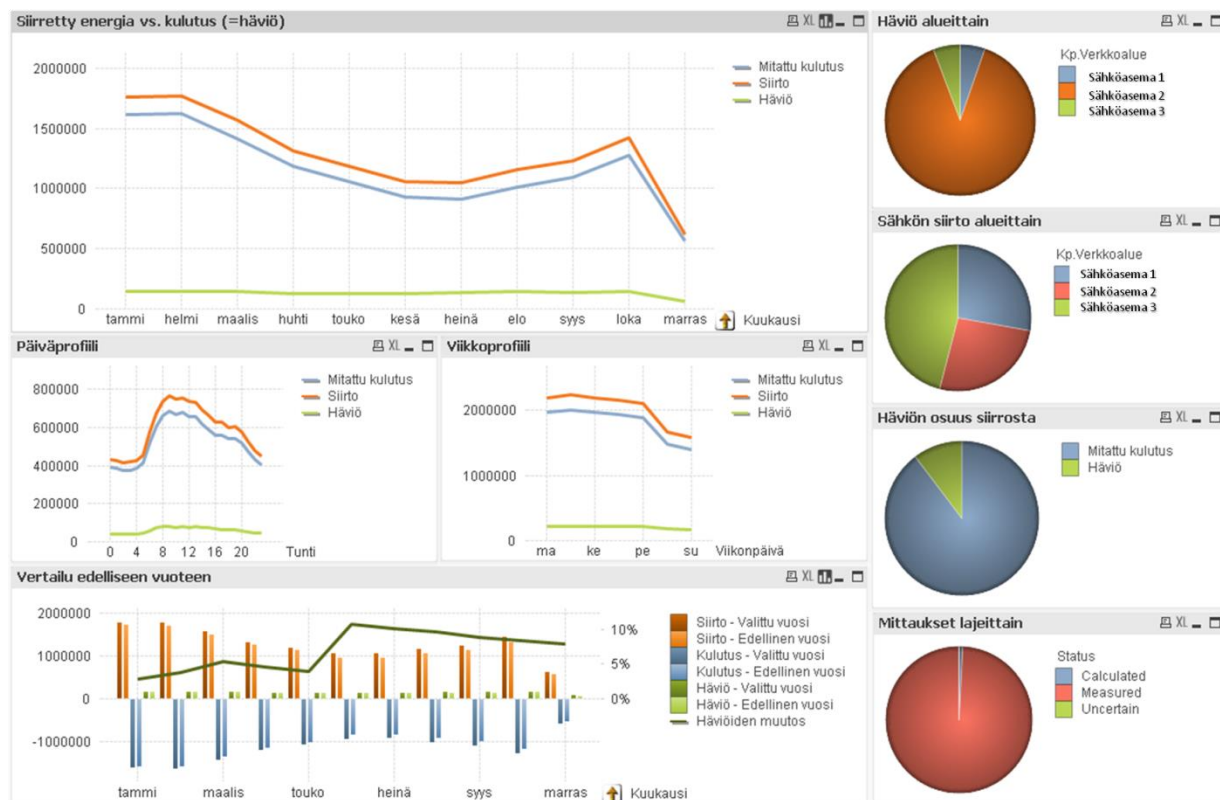 Siirretty energia vs. kulutus (=häviö)
XL
2000000
1500000
1000000
500000
0
tammi helmi maalis huhti touko kesä heinä elo syys loka marras
Kuukausi
Mitattu kulutus
Siirto
Häviö
Häviö alueittain
XL
Kp.Verkkoalue
Sähköasema 1
Sähköasema 2
Sähköasema 3
Sähkön siirto alueittain
XL
Kp.Verkkoalue
Sähköasema 1
Sähköasema 2
Sähköasema 3
Päiväprofiili
XL
800000
600000
400000
200000
0
0 4 8 12 16 20
Tunti
Mitattu kulutus
Siirto
Häviö
Viikkoprofiili
XL
2000000
1000000
0
ma ke pe su
Viikonpäivä
Mitattu kulutus
Siirto
Häviö
Häviön osuus siirrosta
XL
Mitattu kulutus
Häviö
Vertailu edelliseen vuoteen
XL
2000000
1000000
0
-1000000
10%
5%
0%
tammi maalis touko heinä syys marras
Kuukausi
Siirto - Valittu vuosi
Siirto - Edellinen vuosi
Kulutus - Valittu vuosi
Kulutus - Edellinen vuosi
Häviö - Valittu vuosi
Häviö - Edellinen vuosi
Häviöiden muutos
Mittaukset lajeittain
XL
Status
Calculated
Measured
Uncertain